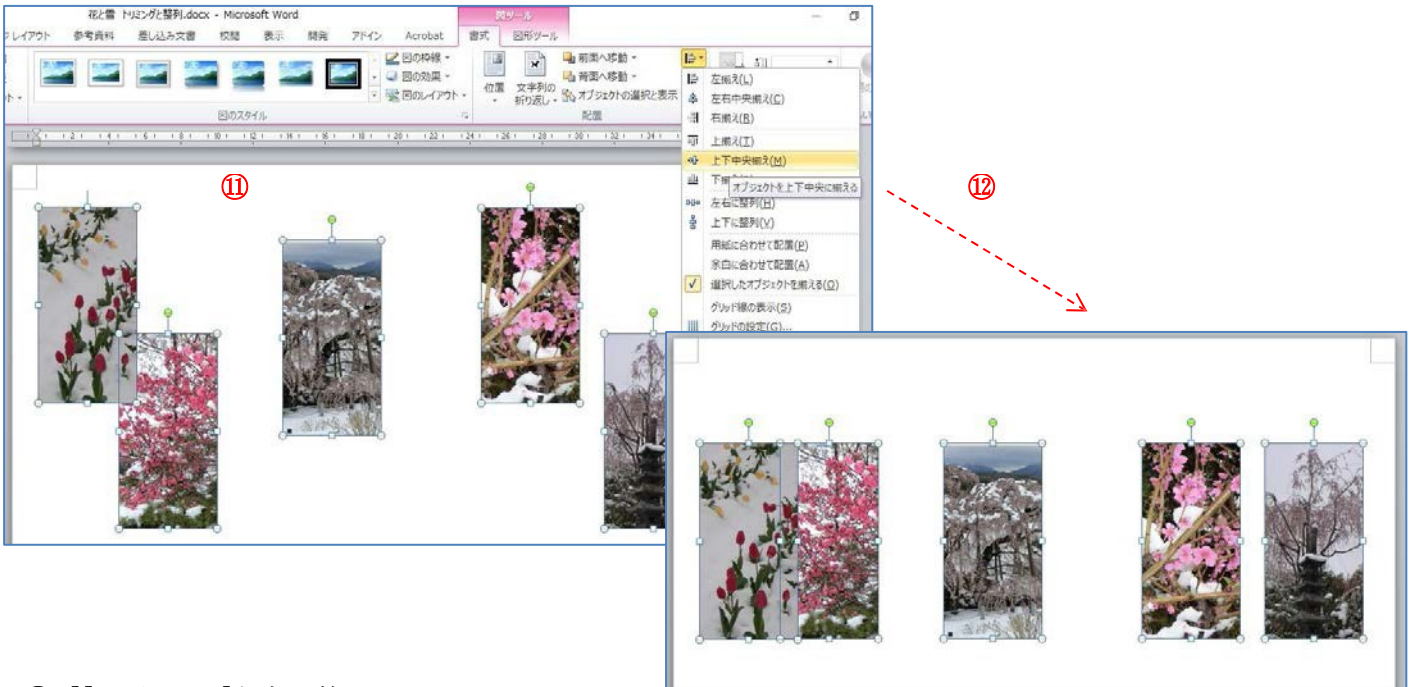 花と雪 トリミングと整列.docx - Microsoft Word
図ツール
レイアウト 参考資料 差し込み文書 校閲 表示 開発 アドイン Acrobat 書式 図形ツール
図の枠線
図の効果
図のレイアウト
図のスタイル
位置
文字列の
折り返し
前面へ移動
背面へ移動
オブジェクトの選択と表示
配置
左揃え(L)
左右中央揃え(C)
右揃え(R)
上揃え(T)
上下中央揃え(M)
オブジェクトを上下中央に揃える
左右に整列(H)
上下に整列(V)
用紙に合わせて配置(P)
余白に合わせて配置(A)
選択したオブジェクトを揃える(O)
グリッド線の表示(S)
グリッドの設定(G)...
⑪
⑫